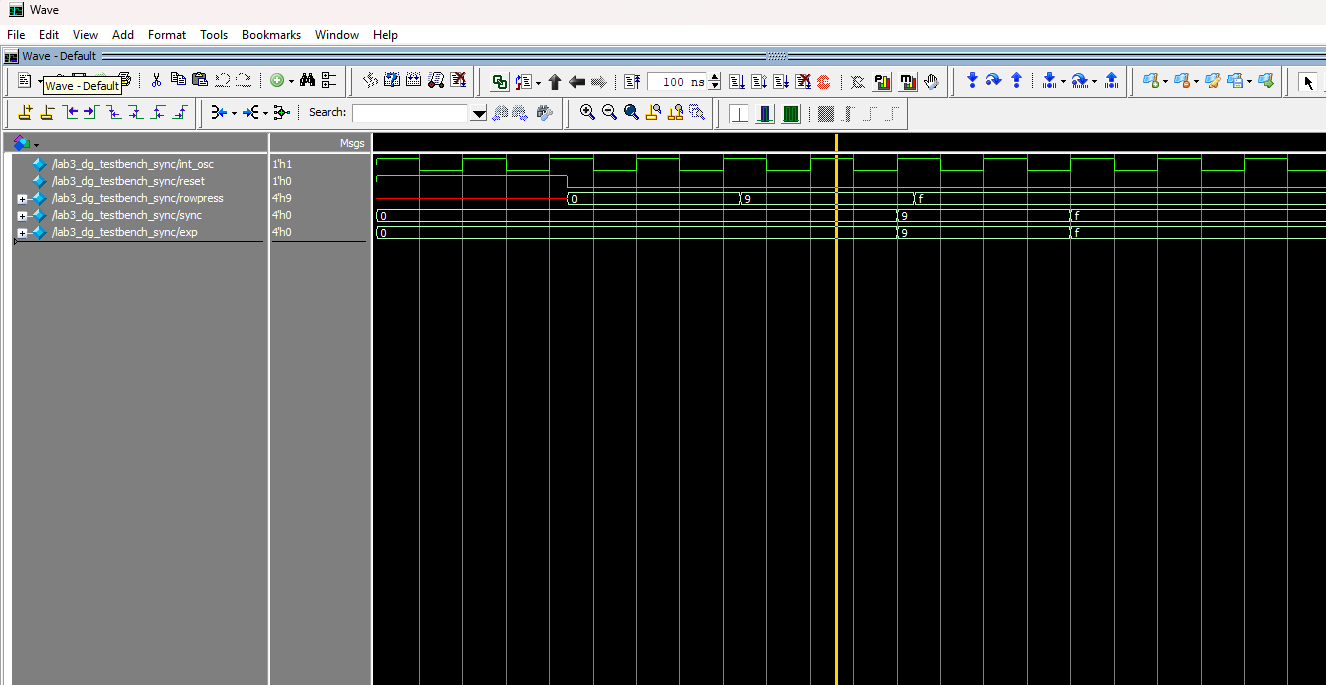 Wave
File Edit View Add Format Tools Bookmarks Window Help
Wave - Default
Wave - Default
100 ns
Search:
Msgs
/lab3_dg_testbench_sync/int_osc 1'h1
/lab3_dg_testbench_sync/reset 1'h0
/lab3_dg_testbench_sync/rowpress 4'h9 0 9 f
/lab3_dg_testbench_sync/sync 4'h0 0 9 f
/lab3_dg_testbench_sync/exp 4'h0 0 9 f